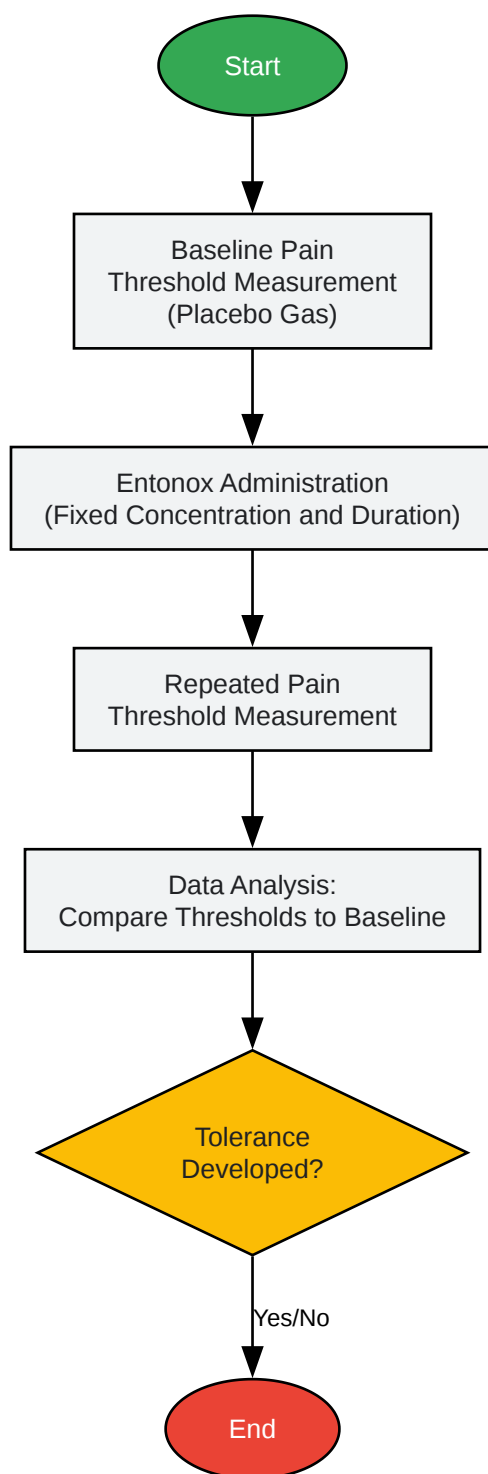 Start
Baseline Pain
Threshold Measurement
(Placebo Gas)
Entonox Administration
(Fixed Concentration and Duration)
Repeated Pain
Threshold Measurement
Data Analysis:
Compare Thresholds to Baseline
Tolerance
Developed?
Yes/No
End